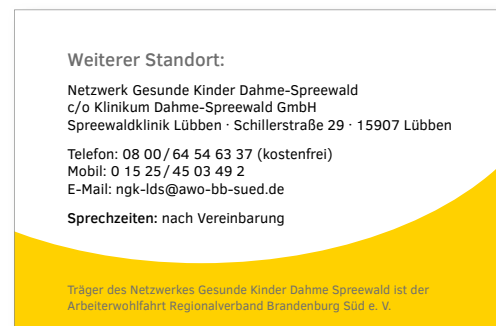 Weiterer Standort:
Netzwerk Gesunde Kinder Dahme-Spreewald
c/o Klinikum Dahme-Spreewald GmbH
Spreewaldklinik Lübben · Schillerstraße 29 · 15907 Lübben
Telefon: 08 00 / 64 54 63 37 (kostenfrei)
Mobil: 0 15 25 / 45 03 49 2
E-Mail: ngk-lds@awo-bb-sued.de
Sprechzeiten: nach Vereinbarung
Träger des Netzwerkes Gesunde Kinder Dahme Spreewald ist der
Arbeiterwohlfahrt Regionalverband Brandenburg Süd e. V.